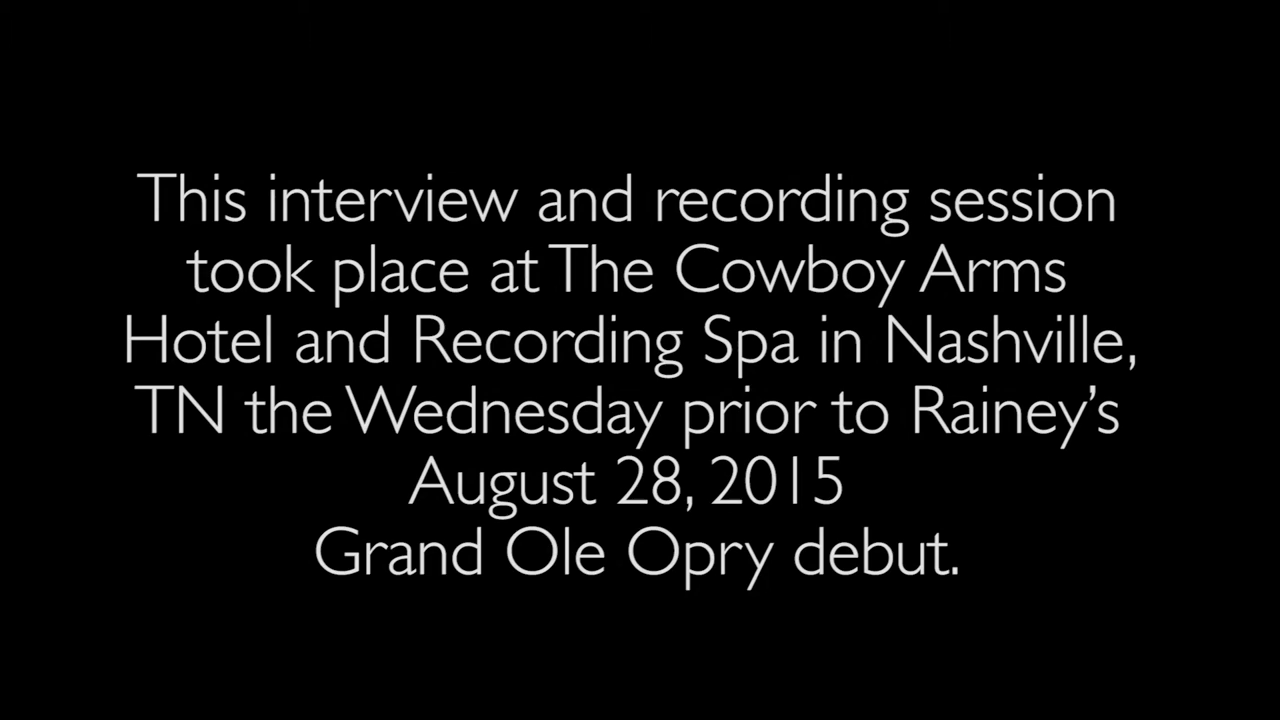 This interview and recording session
took place at The Cowboy Arms
Hotel and Recording Spa in Nashville,
TN the Wednesday prior to Rainey’s
August 28, 2015
Grand Ole Opry debut.